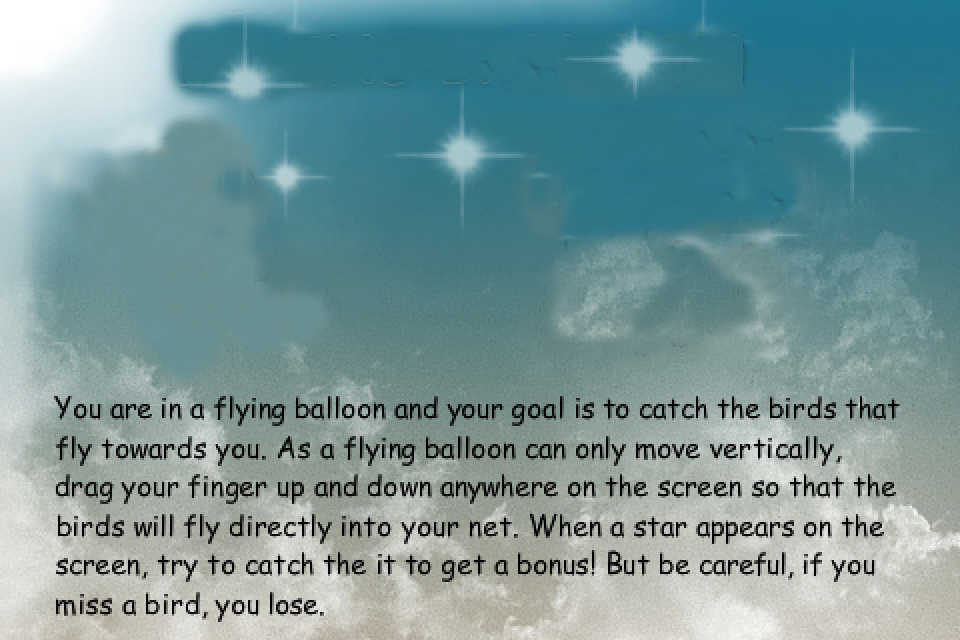 You are in a flying balloon and your goal is to catch the birds that
fly towards you. As a flying balloon can only move vertically,
drag your finger up and down anywhere on the screen so that the
birds will fly directly into your net. When a star appears on the
screen, try to catch the it to get a bonus! But be careful, if you
miss a bird, you lose.